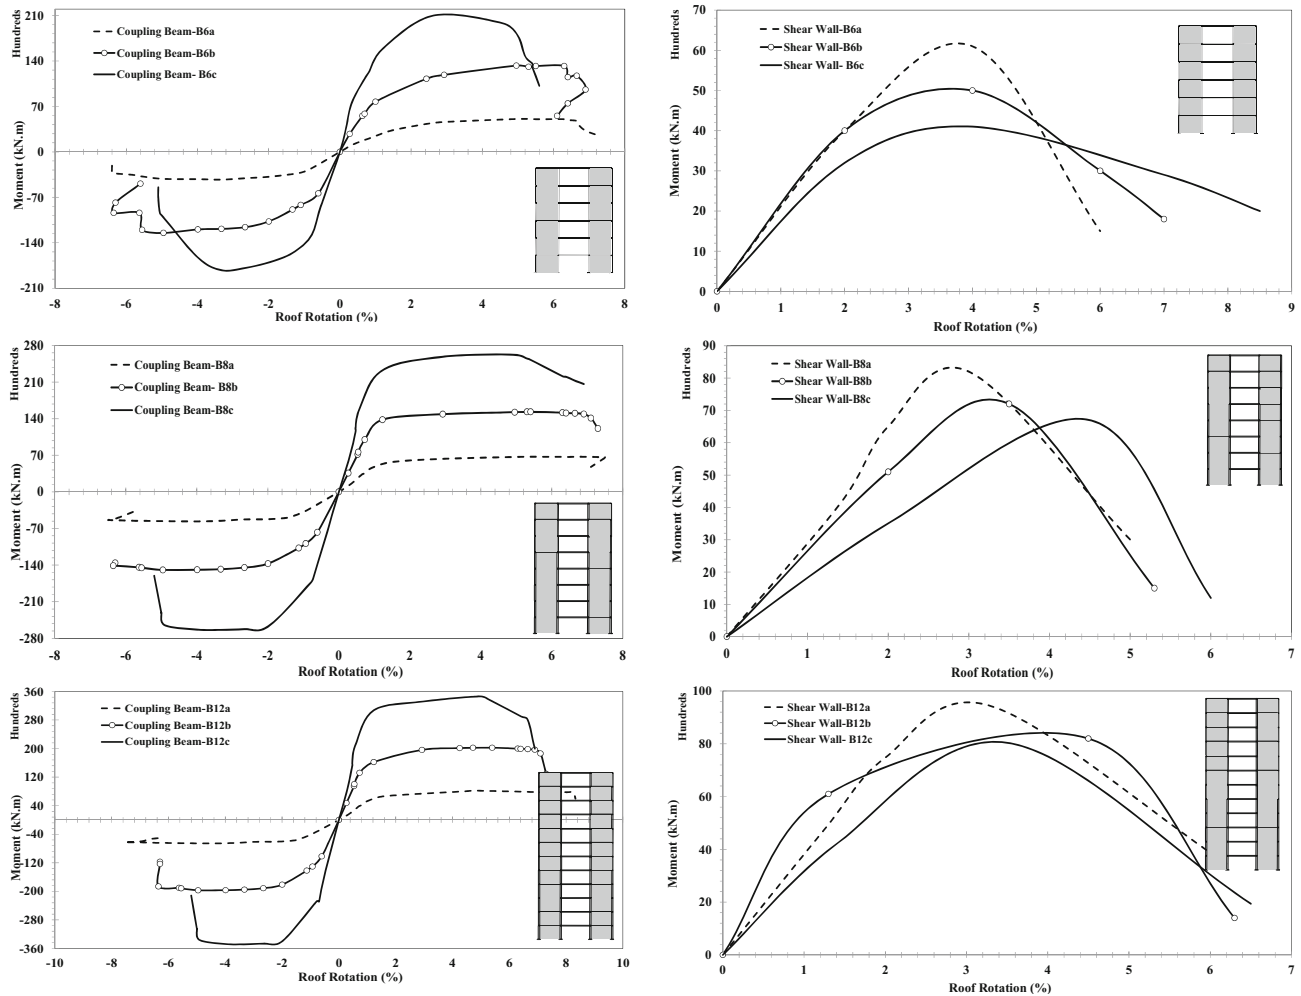 Hundreds
Moment (kN.m)
210
140
70
0
-70
-140
-210
Coupling Beam-B6a
Coupling Beam-B6b
Coupling Beam- B6c
-8 -6 -4 -2 0 2 4 6 8
Roof Rotation (%)
Hundreds
Moment (kN.m)
70
60
50
40
30
20
10
0
Shear Wall-B6a
Shear Wall-B6b
Shear Wall- B6c
0 1 2 3 4 5 6 7 8 9
Roof Rotation (%)
Hundreds
Moment (kN.m)
280
210
140
70
0
-70
-140
-210
-280
Coupling Beam-B8a
Coupling Beam- B8b
Coupling Beam-B8c
-8 -6 -4 -2 0 2 4 6 8
Roof Rotation (%)
Hundreds
Moment (kN.m)
90
80
70
60
50
40
30
20
10
0
Shear Wall-B8a
Shear Wall-B8b
Shear Wall-B8c
0 1 2 3 4 5 6 7
Roof Rotation (%)
Hundreds
Moment (kN.m)
360
280
200
120
40
-40
-120
-200
-280
-360
Coupling Beam-B12a
Coupling Beam-B12b
Coupling Beam-B12c
-10 -8 -6 -4 -2 0 2 4 6 8 10
Roof Rotation (%)
Hundreds
Moment (kN.m)
100
80
60
40
20
0
Shear Wall-B12a
Shear Wall-B12b
Shear Wall- B12c
0 1 2 3 4 5 6 7
Roof Rotation (%)